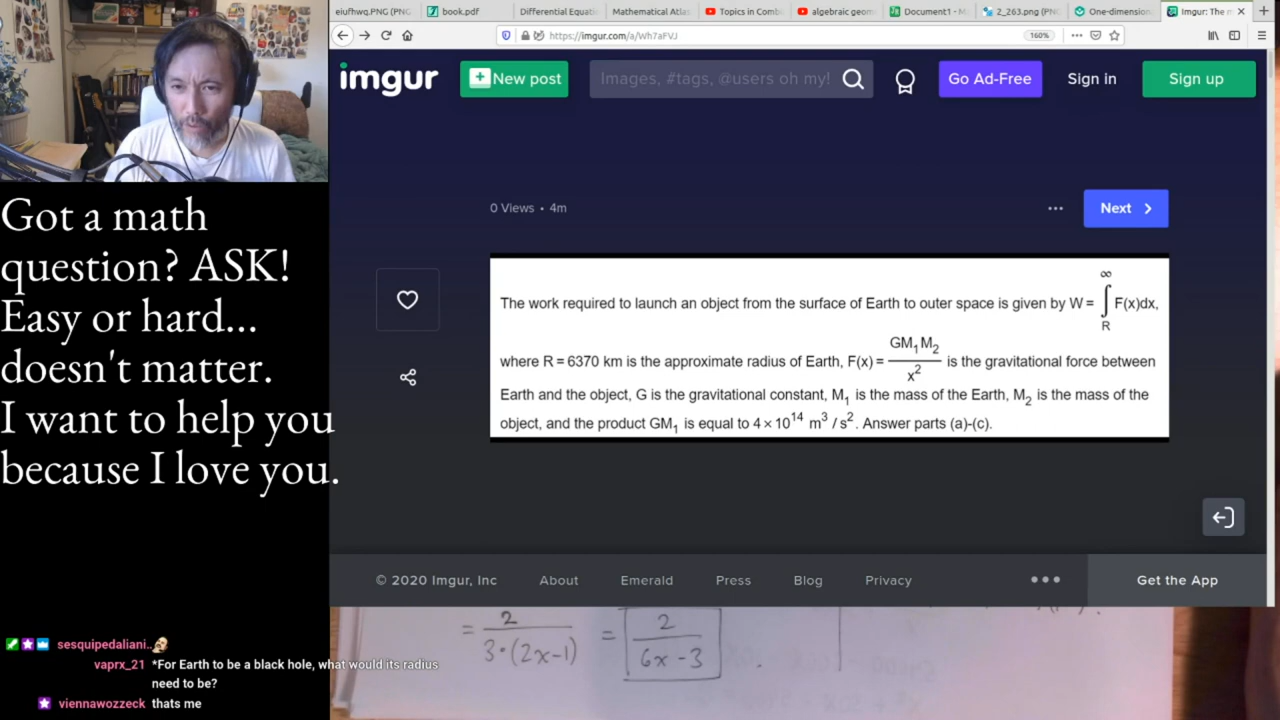 eiufhwq.PNG (PNG
book.pdf
Differential Equati
Mathematical Atlas
Topics in Comb
algebraic geom
Document1 - M
2_263.png (PN
One-dimension
Imgur: The m
https://imgur.com/a/Wh7aFVJ
160%
imgur
New post
Images, #tags, @users oh my!
Go Ad-Free
Sign in
Sign up
0 Views • 4m
Next
The work required to launch an object from the surface of Earth to outer space is given by W = ∫_R^∞ F(x)dx,
where R = 6370 km is the approximate radius of Earth, F(x) = GM₁M₂/x² is the gravitational force between
Earth and the object, G is the gravitational constant, M₁ is the mass of the Earth, M₂ is the mass of the
object, and the product GM₁ is equal to 4 × 10¹⁴ m³ / s². Answer parts (a)-(c).
© 2020 Imgur, Inc
About
Emerald
Press
Blog
Privacy
Get the App
Got a math
question? ASK!
Easy or hard...
doesn't matter.
I want to help you
because I love you.
sesquipedaliani..
vaprx_21 *For Earth to be a black hole, what would its radius
need to be?
viennawozzeck thats me
= 2/(3·(2x-1)) = 2/(6x-3).